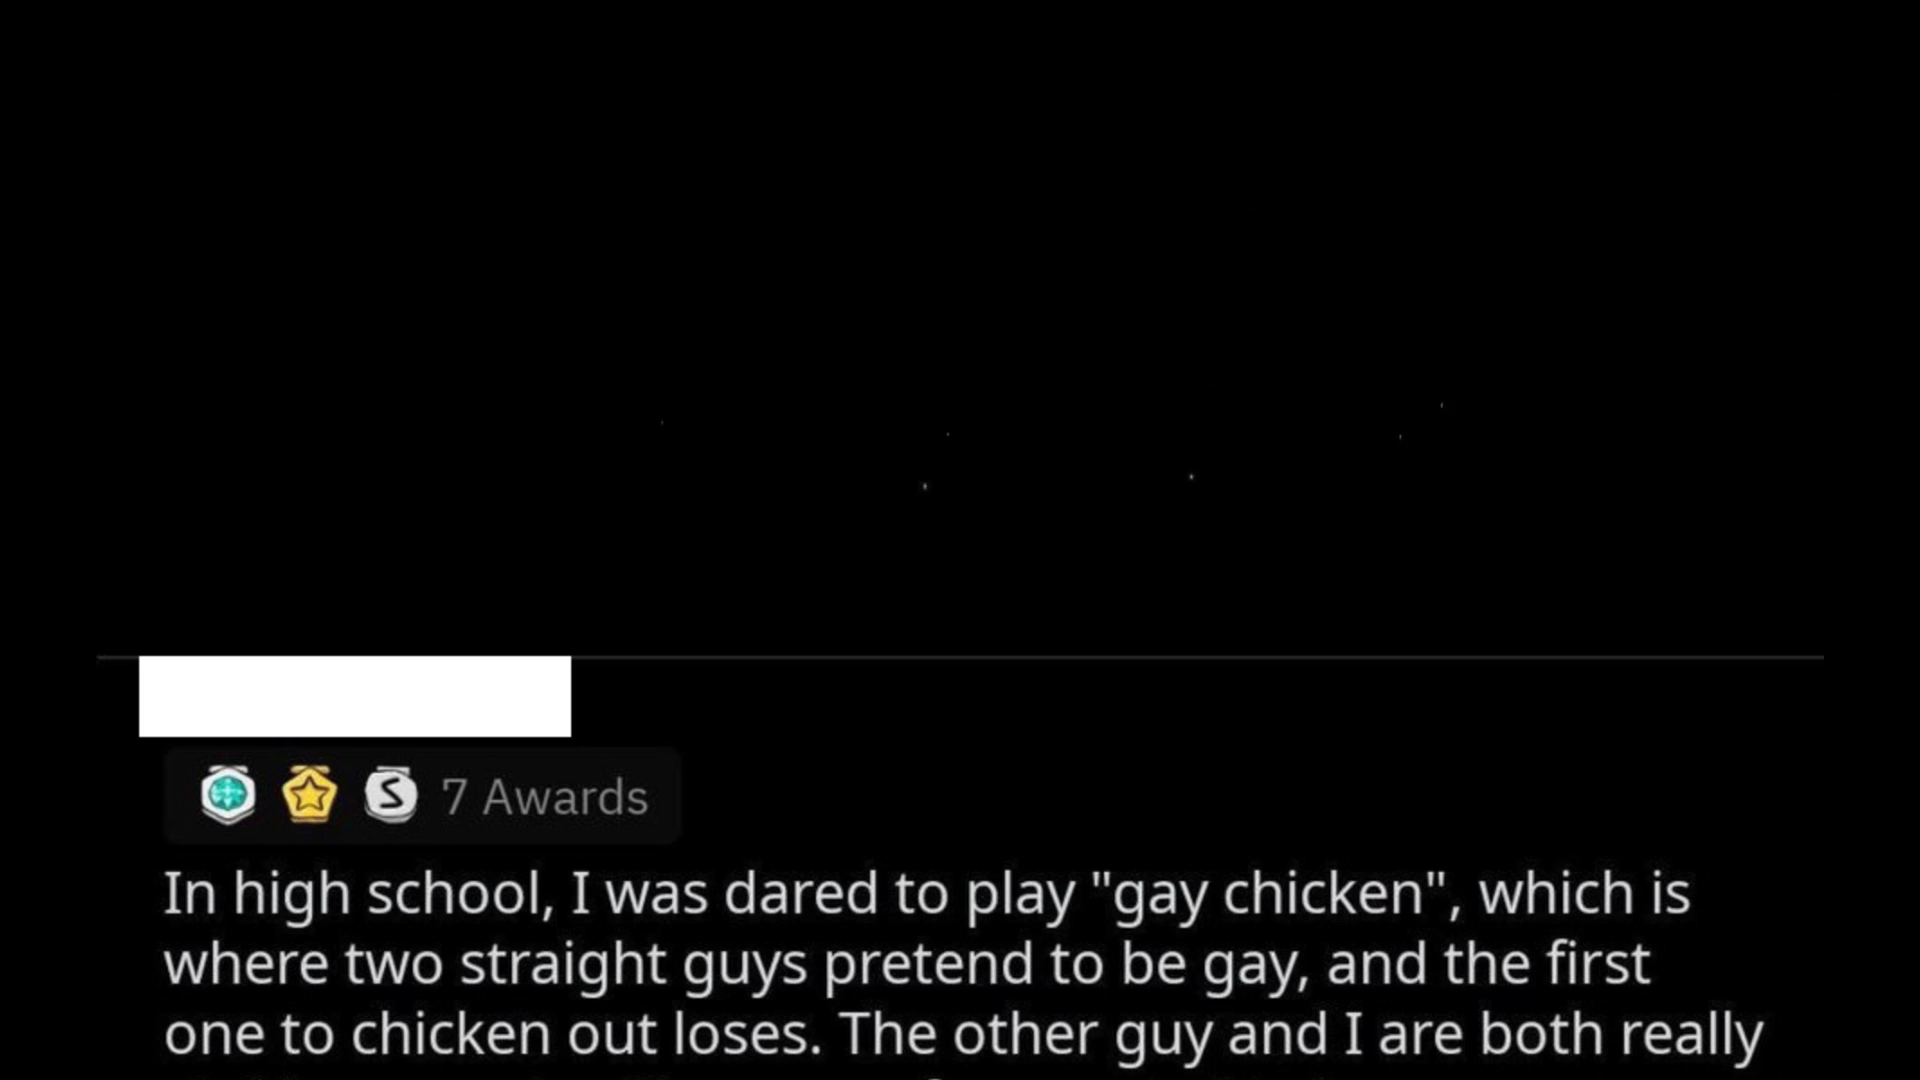 7 Awards
In high school, I was dared to play "gay chicken", which is
where two straight guys pretend to be gay, and the first
one to chicken out loses. The other guy and I are both really